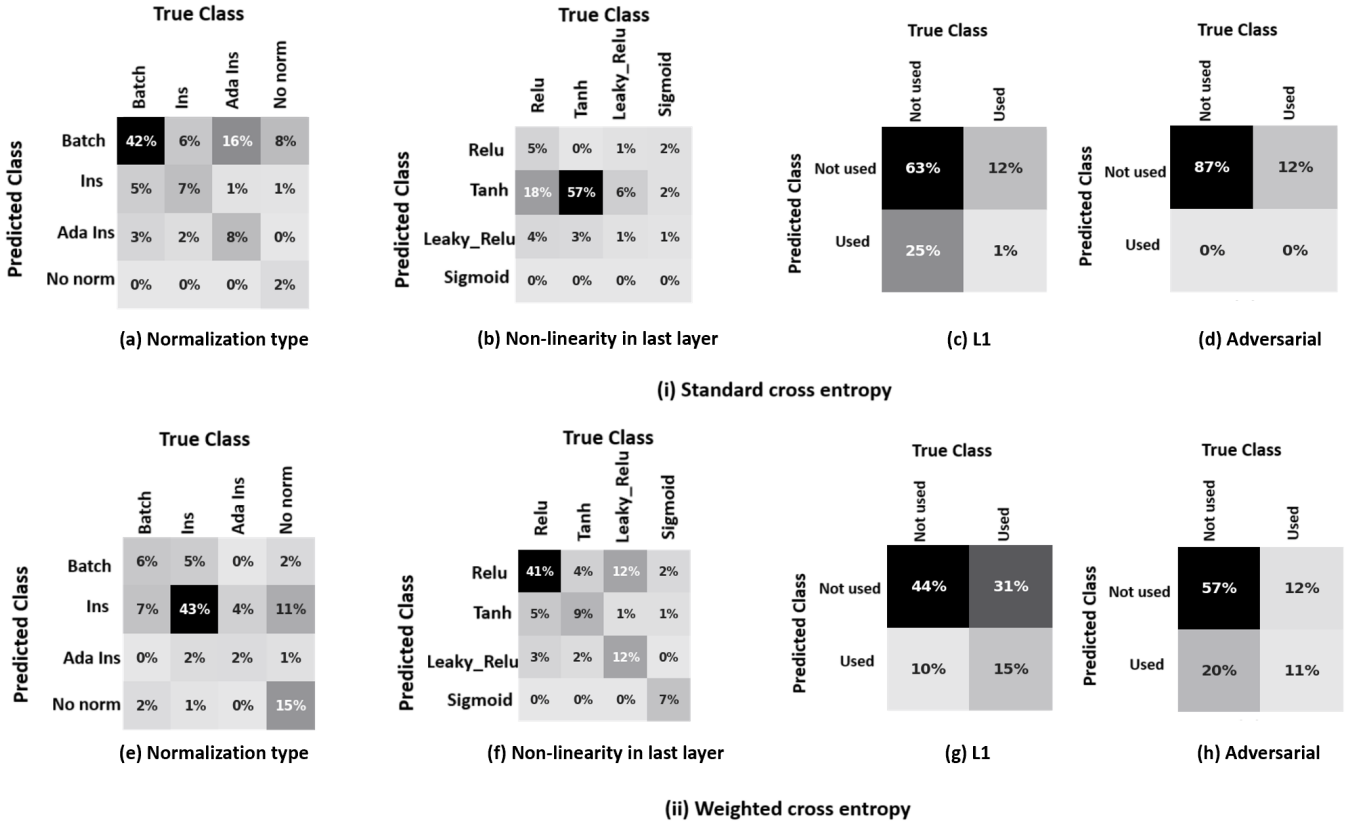 True Class
Batch Ins Ada Ins No norm
Predicted Class
Batch 42% 6% 16% 8%
Ins 5% 7% 1% 1%
Ada Ins 3% 2% 8% 0%
No norm 0% 0% 0% 2%
(a) Normalization type
True Class
Relu Tanh Leaky_Relu Sigmoid
Predicted Class
Relu 5% 0% 1% 2%
Tanh 18% 57% 6% 2%
Leaky_Relu 4% 3% 1% 1%
Sigmoid 0% 0% 0% 0%
(b) Non-linearity in last layer
True Class
Not used Used
Predicted Class
Not used 63% 12%
Used 25% 1%
(c) L1
True Class
Not used Used
Predicted Class
Not used 87% 12%
Used 0% 0%
(d) Adversarial
(i) Standard cross entropy
True Class
Batch Ins Ada Ins No norm
Predicted Class
Batch 6% 5% 0% 2%
Ins 7% 43% 4% 11%
Ada Ins 0% 2% 2% 1%
No norm 2% 1% 0% 15%
(e) Normalization type
True Class
Relu Tanh Leaky_Relu Sigmoid
Predicted Class
Relu 41% 4% 12% 2%
Tanh 5% 9% 1% 1%
Leaky_Relu 3% 2% 12% 0%
Sigmoid 0% 0% 0% 7%
(f) Non-linearity in last layer
True Class
Not used Used
Predicted Class
Not used 44% 31%
Used 10% 15%
(g) L1
True Class
Not used Used
Predicted Class
Not used 57% 12%
Used 20% 11%
(h) Adversarial
(ii) Weighted cross entropy